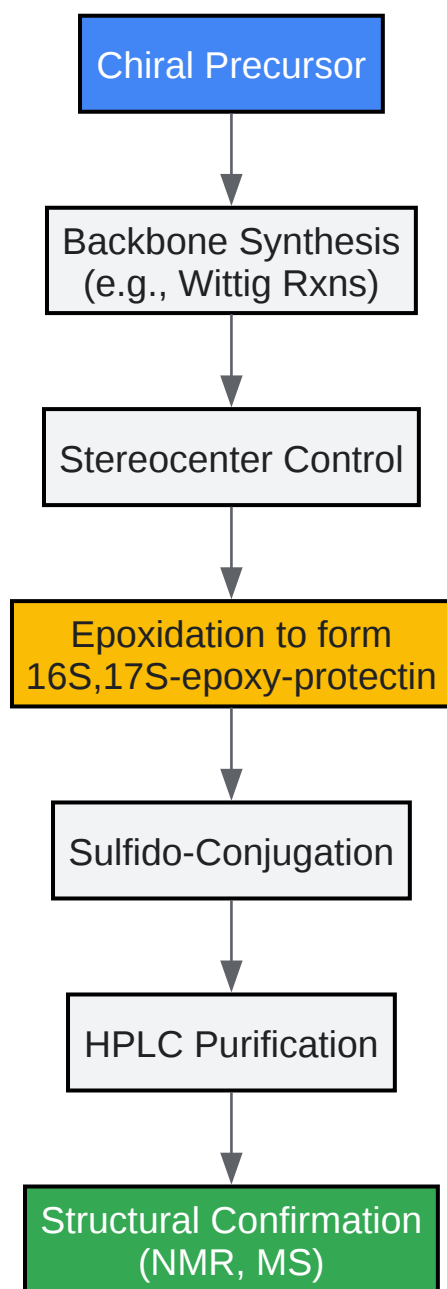 Chiral Precursor
Backbone Synthesis
(e.g., Wittig Rxns)
Stereocenter Control
Epoxidation to form
16S,17S-epoxy-protectin
Sulfido-Conjugation
HPLC Purification
Structural Confirmation
(NMR, MS)